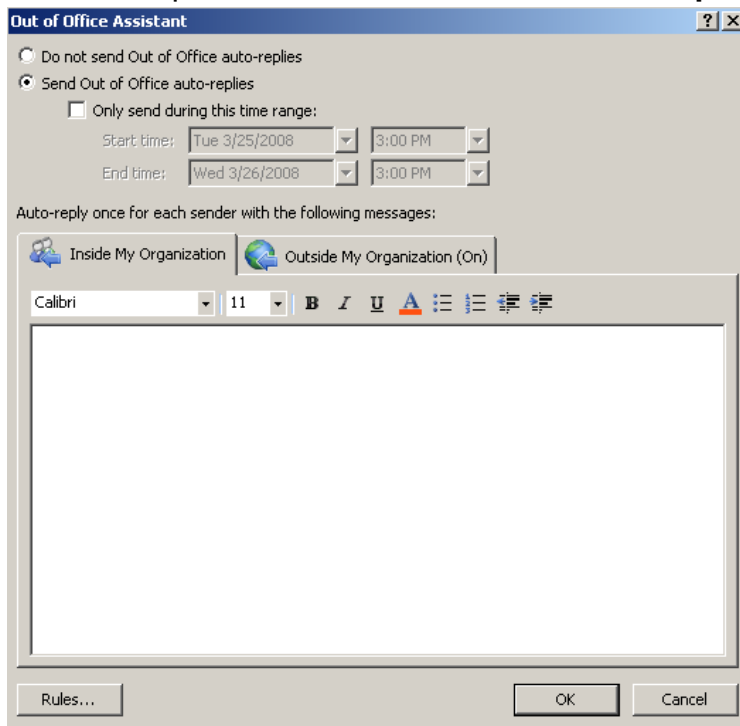 Out of Office Assistant
Do not send Out of Office auto-replies
Send Out of Office auto-replies
Only send during this time range:
Start time: Tue 3/25/2008 3:00 PM
End time: Wed 3/26/2008 3:00 PM
Auto-reply once for each sender with the following messages:
Inside My Organization Outside My Organization (On)
Calibri 11 B I U A
Rules... OK Cancel